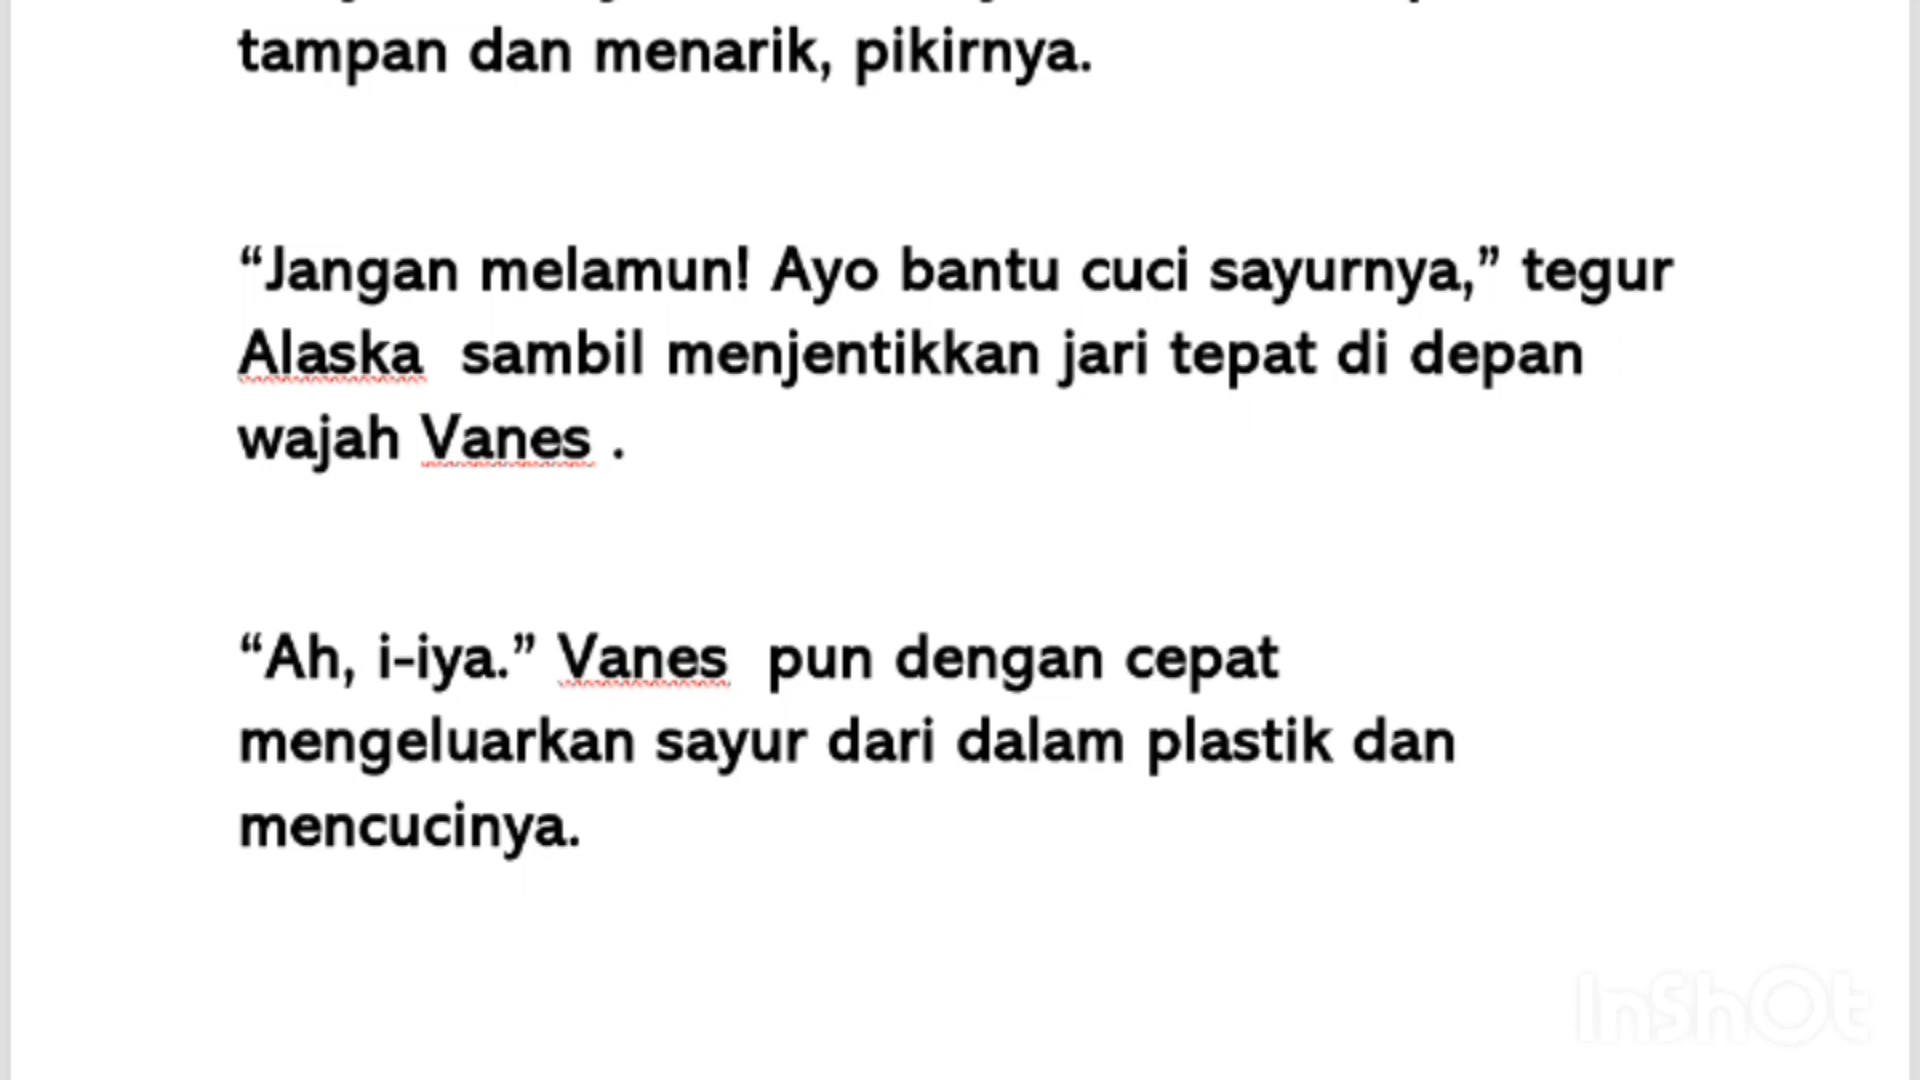 tampan dan menarik, pikirnya.
“Jangan melamun! Ayo bantu cuci sayurnya,” tegur
Alaska  sambil menjentikkan jari tepat di depan
wajah Vanes .
“Ah, i-iya.” Vanes  pun dengan cepat
mengeluarkan sayur dari dalam plastik dan
mencucinya.
InShOt